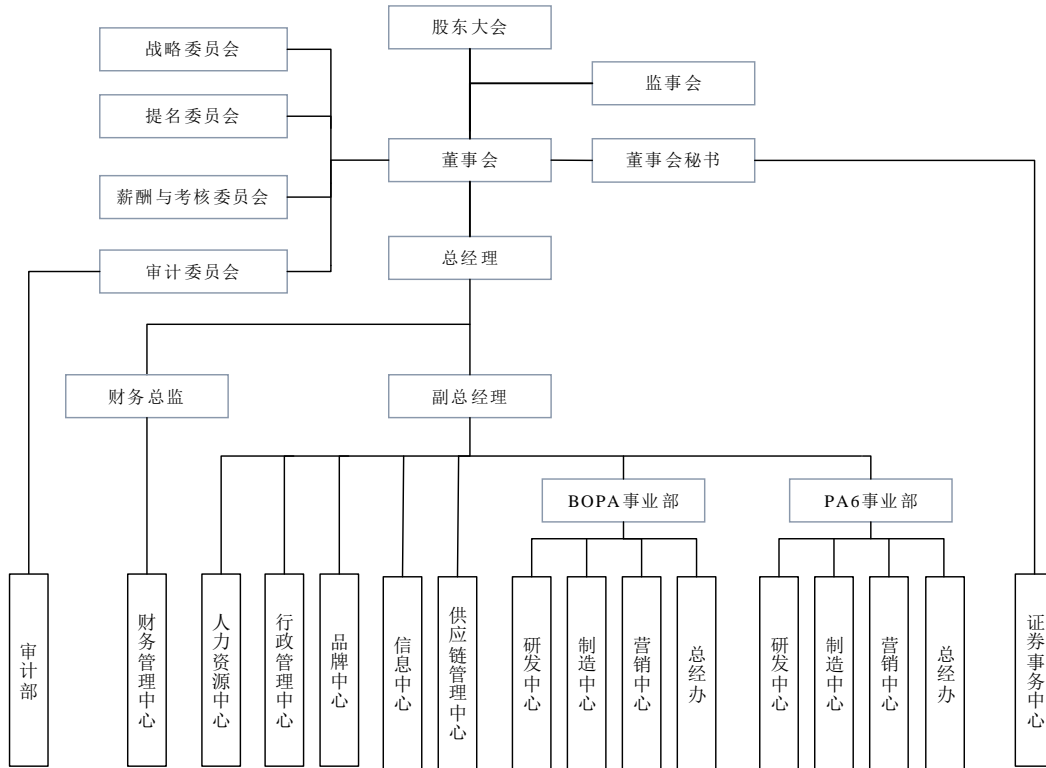 股东大会
战略委员会
监事会
提名委员会
董事会
董事会秘书
薪酬与考核委员会
总经理
审计委员会
财务总监
副总经理
BOPA事业部
PA6事业部
审计部
财务管理中心
人力资源中心
行政管理中心
品牌中心
信息中心
供应链管理中心
研发中心
制造中心
营销中心
总经办
研发中心
制造中心
营销中心
总经办
证券事务中心